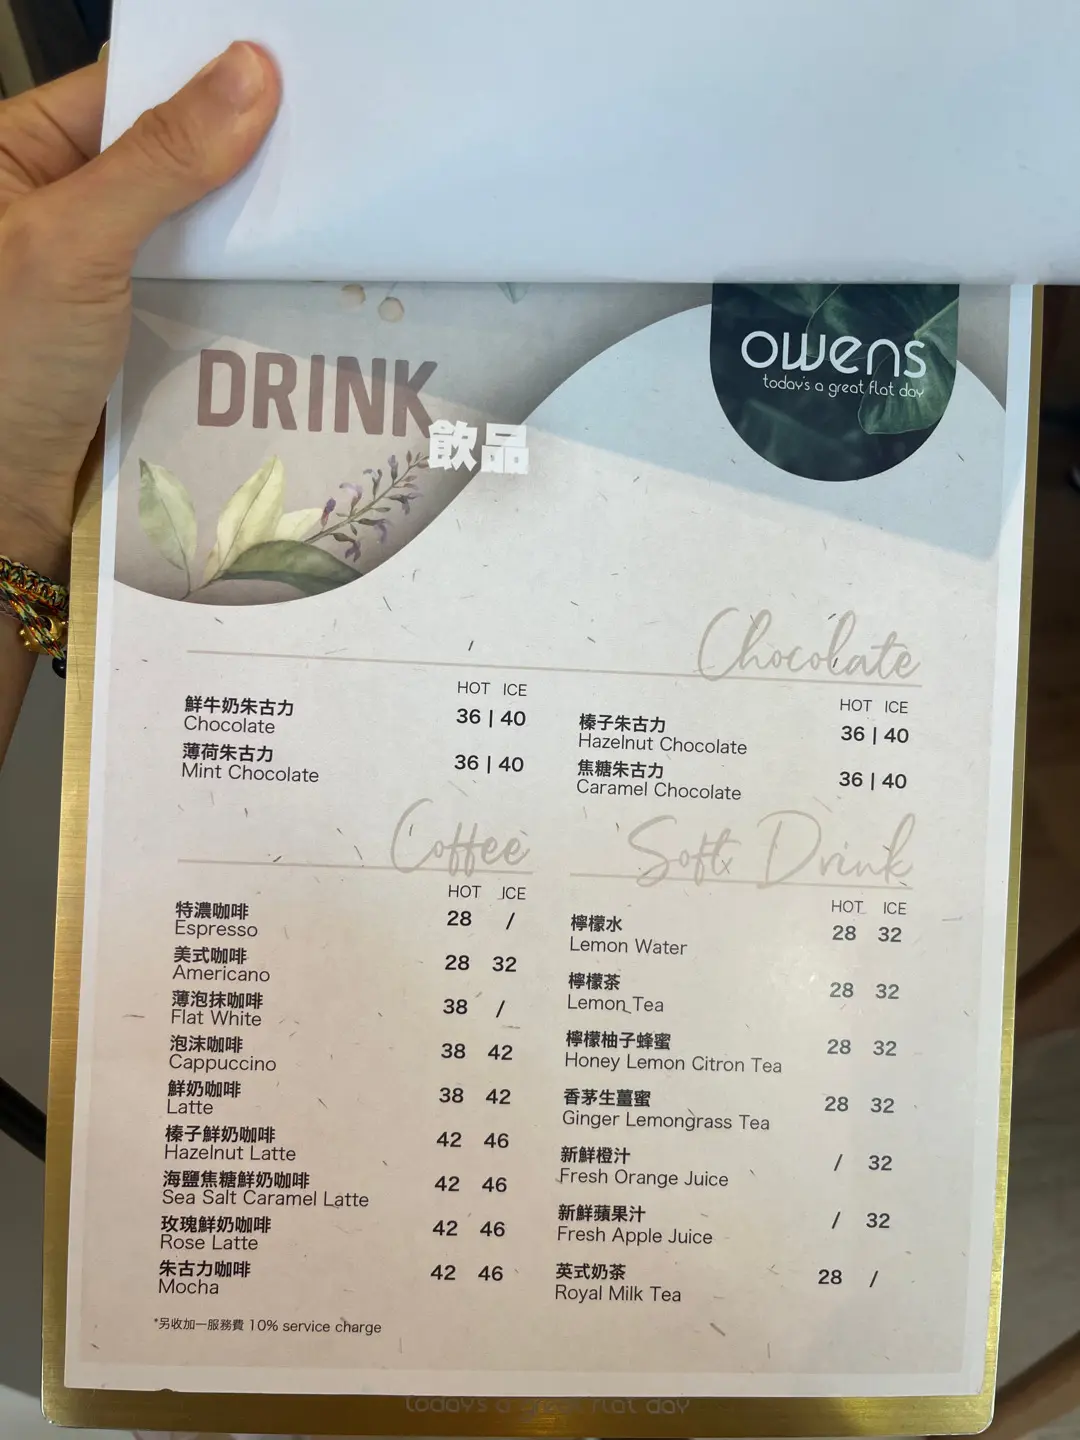 owens
today's a great flat day
DRINK
飲品
Chocolate
HOT ICE
鮮牛奶朱古力
Chocolate
36 | 40
薄荷朱古力
Mint Chocolate
36 | 40
HOT ICE
榛子朱古力
Hazelnut Chocolate
36 | 40
焦糖朱古力
Caramel Chocolate
36 | 40
Coffee
HOT ICE
特濃咖啡
Espresso
28 /
美式咖啡
Americano
28 32
薄泡抹咖啡
Flat White
38 /
泡沫咖啡
Cappuccino
38 42
鮮奶咖啡
Latte
38 42
榛子鮮奶咖啡
Hazelnut Latte
42 46
海鹽焦糖鮮奶咖啡
Sea Salt Caramel Latte
42 46
玫瑰鮮奶咖啡
Rose Latte
42 46
朱古力咖啡
Mocha
42 46
*另收加一服務費 10% service charge
Soft Drink
HOT ICE
檸檬水
Lemon Water
28 32
檸檬茶
Lemon Tea
28 32
檸檬柚子蜂蜜
Honey Lemon Citron Tea
28 32
香茅生薑蜜
Ginger Lemongrass Tea
28 32
新鮮橙汁
Fresh Orange Juice
/ 32
新鮮蘋果汁
Fresh Apple Juice
/ 32
英式奶茶
Royal Milk Tea
28 /
today's a great flat day